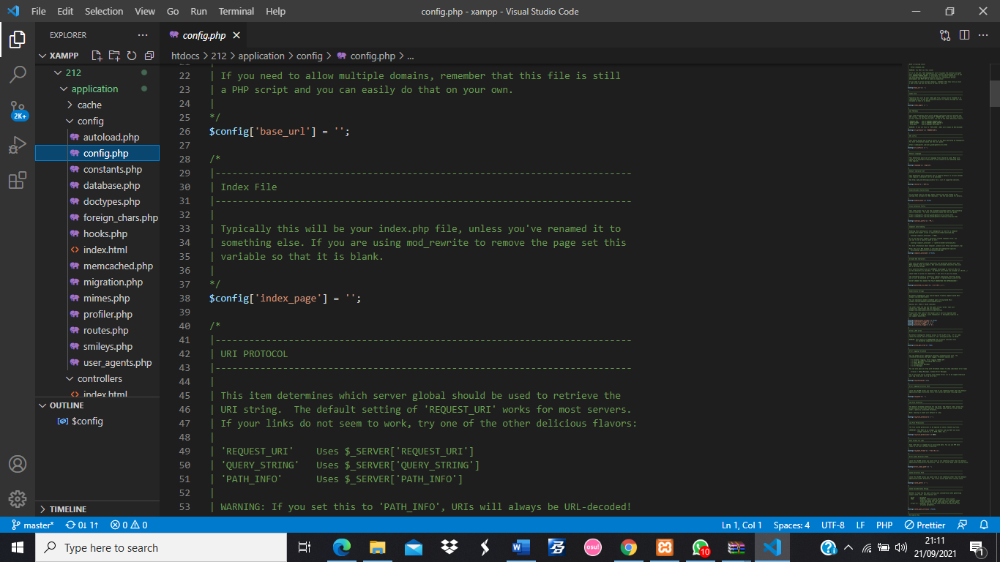 File Edit Selection View Go Run Terminal Help
config.php - xampp - Visual Studio Code
EXPLORER
config.php
XAMPP
htdocs > 212 > application > config > config.php > ...
212
application
cache
config
autoload.php
config.php
constants.php
database.php
doctypes.php
foreign_chars.php
hooks.php
index.html
memcached.php
migration.php
mimes.php
profiler.php
routes.php
smileys.php
user_agents.php
controllers
index.html
OUTLINE
$config
TIMELINE
2K+
21 |
22 | If you need to allow multiple domains, remember that this file is still
23 | a PHP script and you can easily do that on your own.
24 |
25 */
26 $config['base_url'] = '';
27
28 /*
29 |--------------------------------------------------------------------------
30 | Index File
31 |--------------------------------------------------------------------------
32 |
33 | Typically this will be your index.php file, unless you've renamed it to
34 | something else. If you are using mod_rewrite to remove the page set this
35 | variable so that it is blank.
36 |
37 */
38 $config['index_page'] = '';
39
40 /*
41 |--------------------------------------------------------------------------
42 | URI PROTOCOL
43 |--------------------------------------------------------------------------
44 |
45 | This item determines which server global should be used to retrieve the
46 | URI string.  The default setting of 'REQUEST_URI' works for most servers.
47 | If your links do not seem to work, try one of the other delicious flavors:
48 |
49 | 'REQUEST_URI'    Uses $_SERVER['REQUEST_URI']
50 | 'QUERY_STRING'   Uses $_SERVER['QUERY_STRING']
51 | 'PATH_INFO'      Uses $_SERVER['PATH_INFO']
52 |
53 | WARNING: If you set this to 'PATH_INFO', URIs will always be URL-decoded!
master* 0↓ 1↑ 0 0
Ln 1, Col 1 Spaces: 4 UTF-8 LF PHP Prettier
Type here to search
osu!
10
21:11
21/09/2021
1